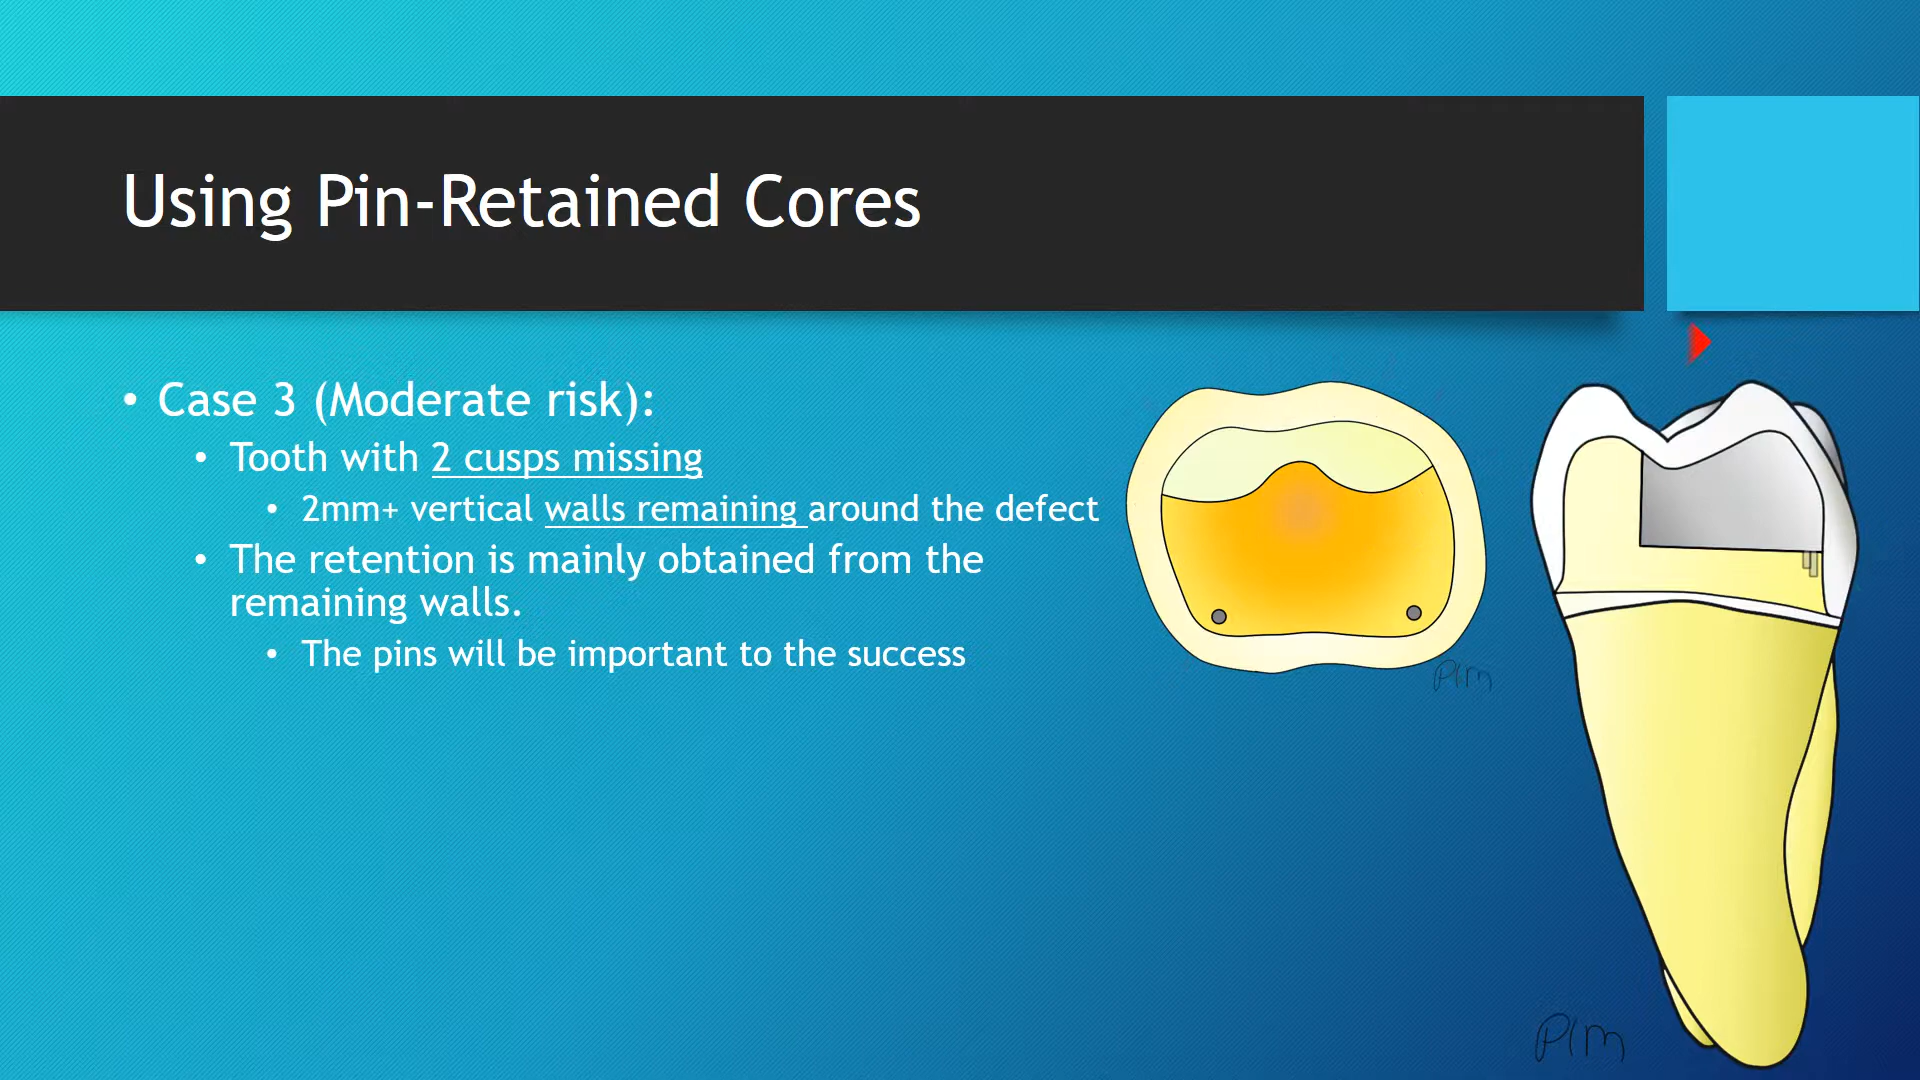 Using Pin-Retained Cores
• Case 3 (Moderate risk):
• Tooth with 2 cusps missing
• 2mm+ vertical walls remaining around the defect
• The retention is mainly obtained from the
remaining walls.
• The pins will be important to the success